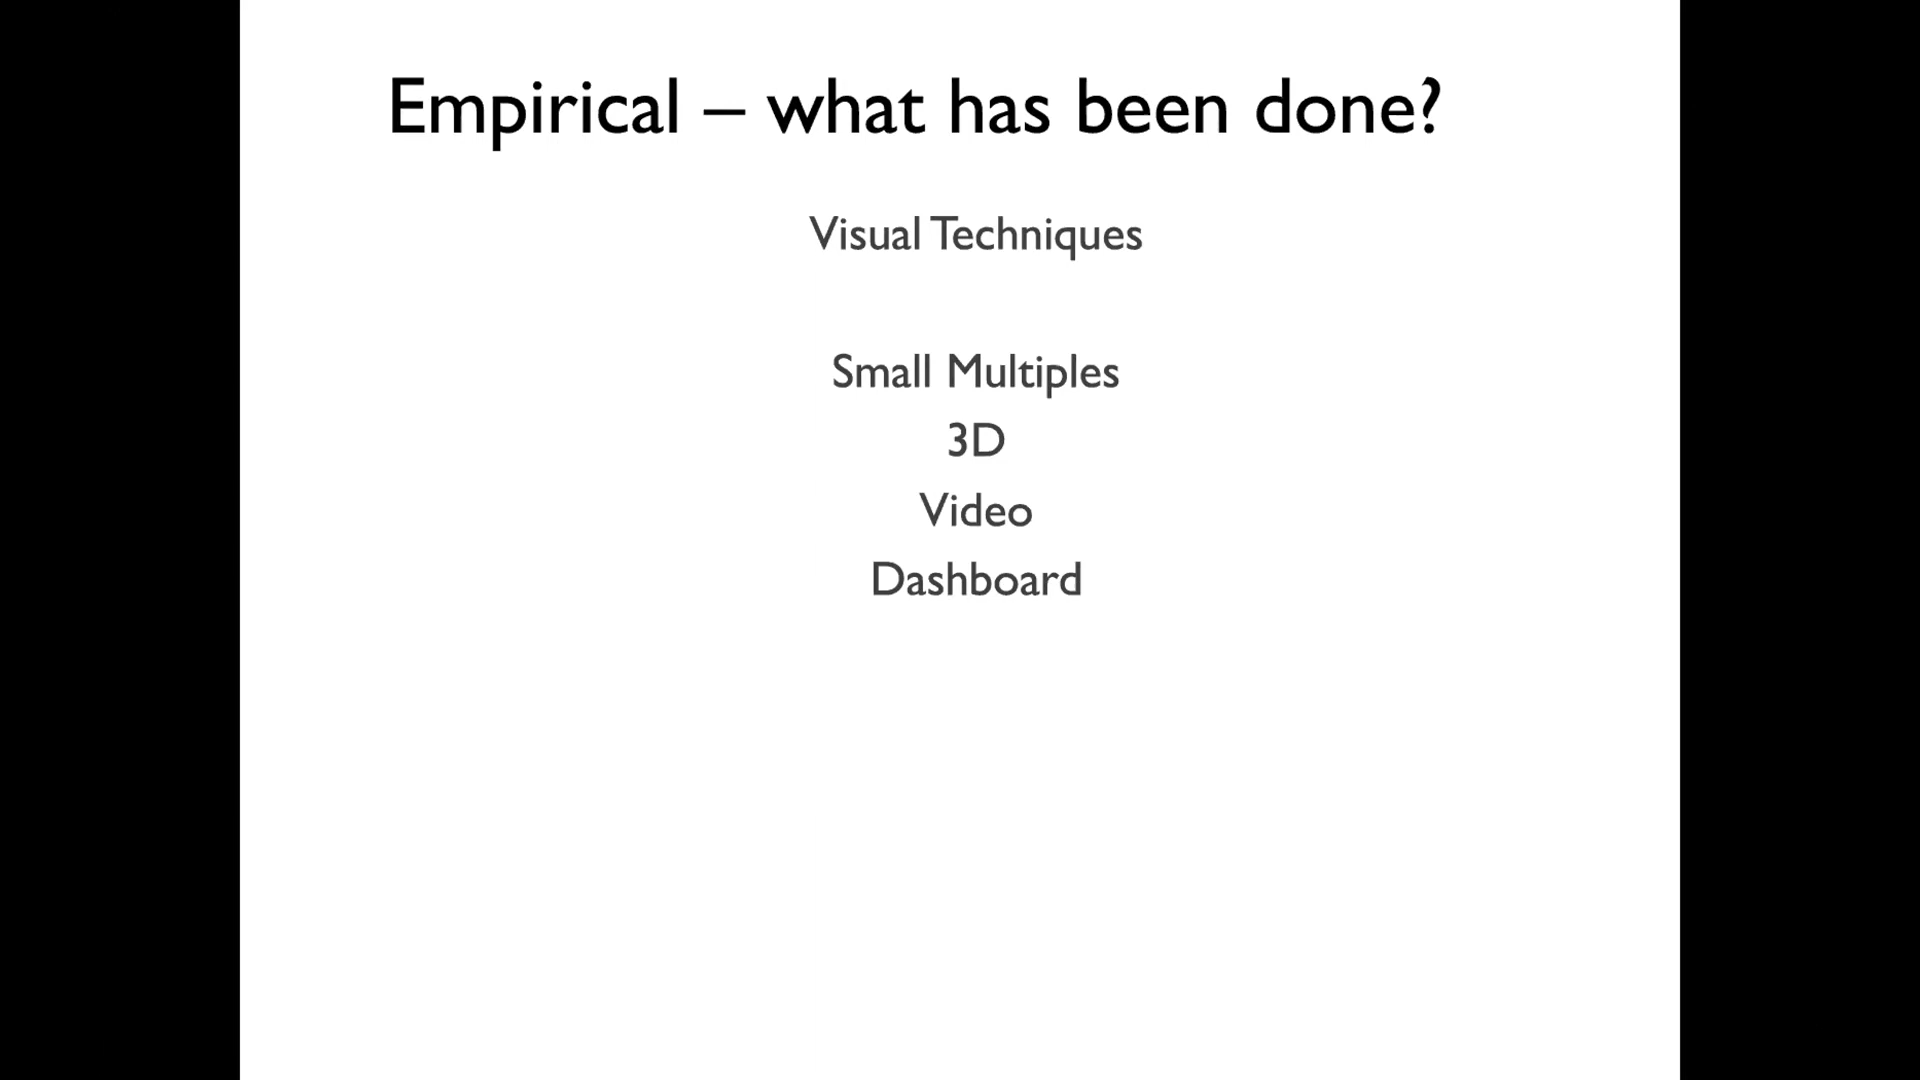 Empirical – what has been done?
Visual Techniques
Small Multiples
3D
Video
Dashboard